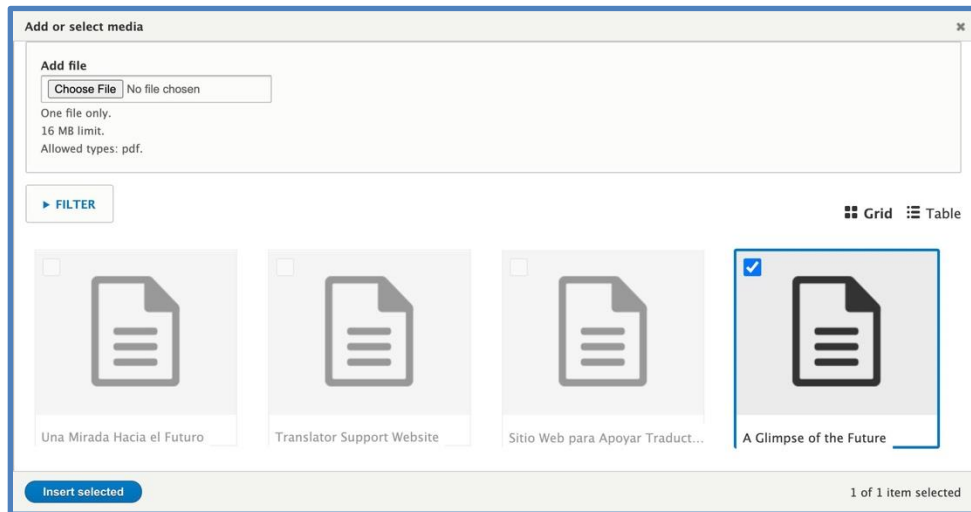 Add or select media
Add file
Choose File No file chosen
One file only.
16 MB limit.
Allowed types: pdf.
FILTER
Grid Table
Una Mirada Hacia el Futuro
Translator Support Website
Sitio Web para Apoyar Traduct...
A Glimpse of the Future
Insert selected
1 of 1 item selected